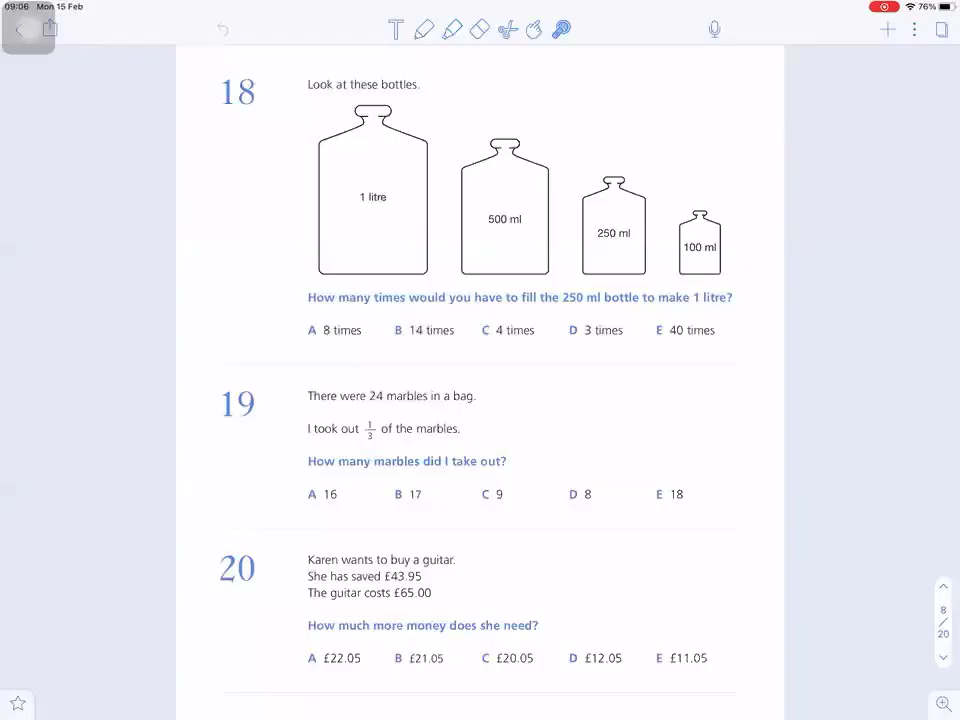 09:06 Mon 15 Feb
76%
18
Look at these bottles.
1 litre
500 ml
250 ml
100 ml
How many times would you have to fill the 250 ml bottle to make 1 litre?
A 8 times B 14 times C 4 times D 3 times E 40 times
19
There were 24 marbles in a bag.
I took out 1/3 of the marbles.
How many marbles did I take out?
A 16 B 17 C 9 D 8 E 18
20
Karen wants to buy a guitar.
She has saved £43.95
The guitar costs £65.00
How much more money does she need?
A £22.05 B £21.05 C £20.05 D £12.05 E £11.05
8
/
20